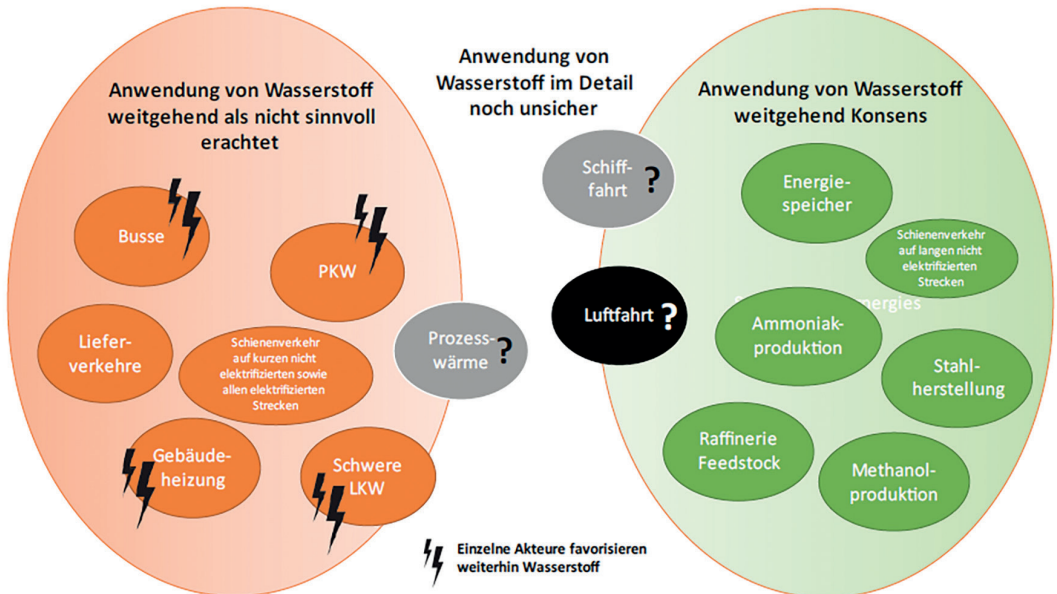 Anwendung von Wasserstoff
weitgehend als nicht sinnvoll
erachtet
Busse
PKW
Liefer-
verkehre
Schienenverkehr
auf kurzen nicht
elektrifizierten sowie
allen elektrifizierten
Strecken
Gebäude-
heizung
Schwere
LKW
Anwendung von
Wasserstoff im Detail
noch unsicher
Schiff-
fahrt ?
Luftfahrt ?
Prozess-
wärme ?
Einzelne Akteure favorisieren
weiterhin Wasserstoff
Anwendung von Wasserstoff
weitgehend Konsens
Energie-
speicher
Schienenverkehr
auf langen nicht
elektrifizierten
Strecken
Ammoniak-
produktion
Stahl-
herstellung
Raffinerie
Feedstock
Methanol-
produktion